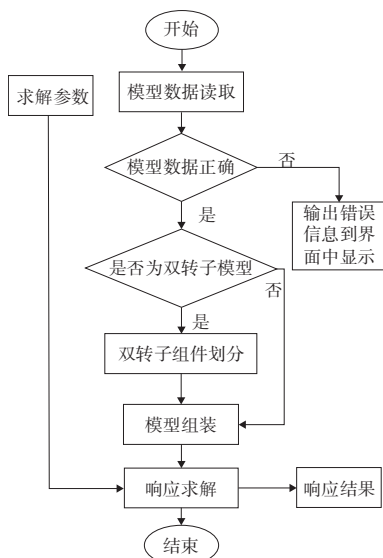 开始
求解参数
模型数据读取
模型数据正确
否
是
输出错误
信息到界
面中显示
是否为双转子模型
否
是
双转子组件划分
模型组装
响应求解
响应结果
结束